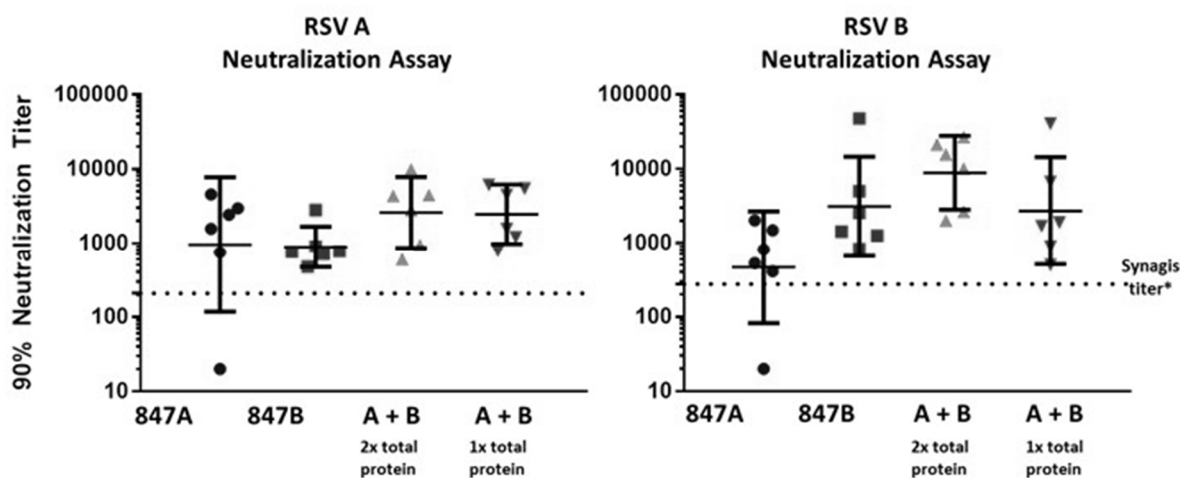 RSV A
Neutralization Assay
90% Neutralization Titer
100000
10000
1000
100
10
847A
847B
A + B
2x total
protein
A + B
1x total
protein
RSV B
Neutralization Assay
100000
10000
1000
100
10
Synagis
titer*
847A
847B
A + B
2x total
protein
A + B
1x total
protein